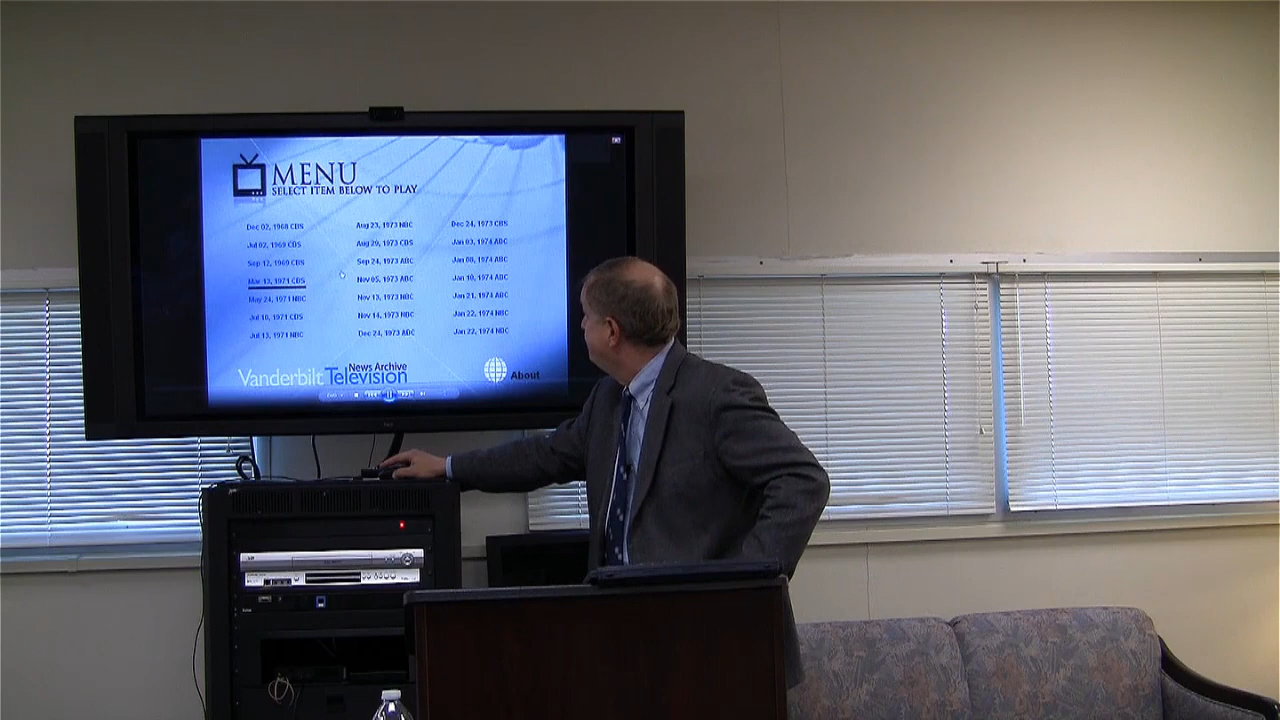 MENU
SELECT ITEM BELOW TO PLAY
Dec 02, 1968 CBS
Jul 02, 1969 CBS
Sep 12, 1969 CBS
Mar 13, 1971 CBS
May 24, 1971 NBC
Jul 10, 1971 CBS
Jul 13, 1971 NBC
Aug 23, 1973 NBC
Aug 29, 1973 CBS
Sep 24, 1973 ABC
Nov 05, 1973 ABC
Nov 13, 1973 NBC
Nov 14, 1973 NBC
Dec 24, 1973 ABC
Dec 24, 1973 CBS
Jan 03, 1974 ABC
Jan 08, 1974 ABC
Jan 10, 1974 ABC
Jan 21, 1974 ABC
Jan 22, 1974 NBC
Jan 22, 1974 NBC
Vanderbilt Television
News Archive
About